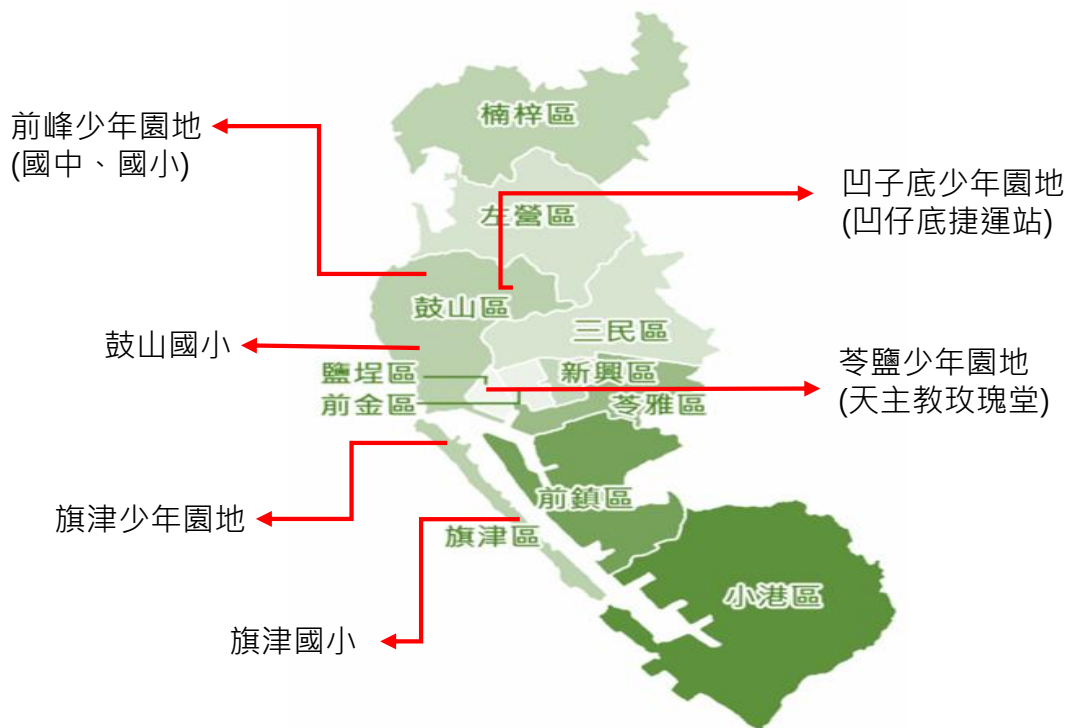 楠梓區
前峰少年園地
(國中、國小)
凹子底少年園地
(凹仔底捷運站)
左營區
鼓山區
三民區
鼓山國小
鹽埕區
新興區
苓鹽少年園地
(天主教玫瑰堂)
前金區
苓雅區
前鎮區
旗津少年園地
旗津區
小港區
旗津國小